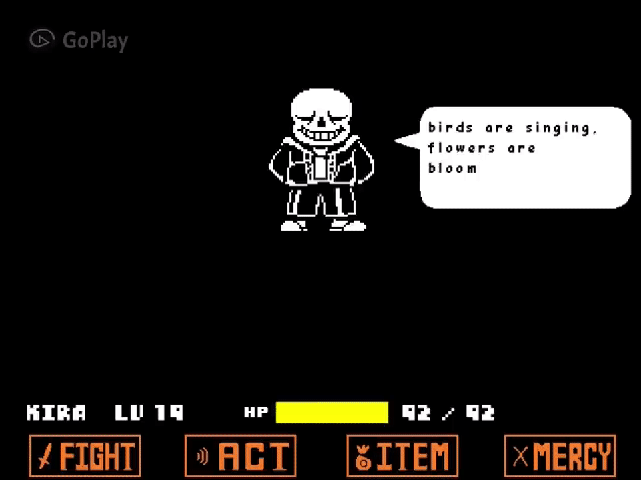 GoPlay
birds are singing,
flowers are
bloom
KIRA LV 19 HP 92 / 92
FIGHT ACT ITEM MERCY